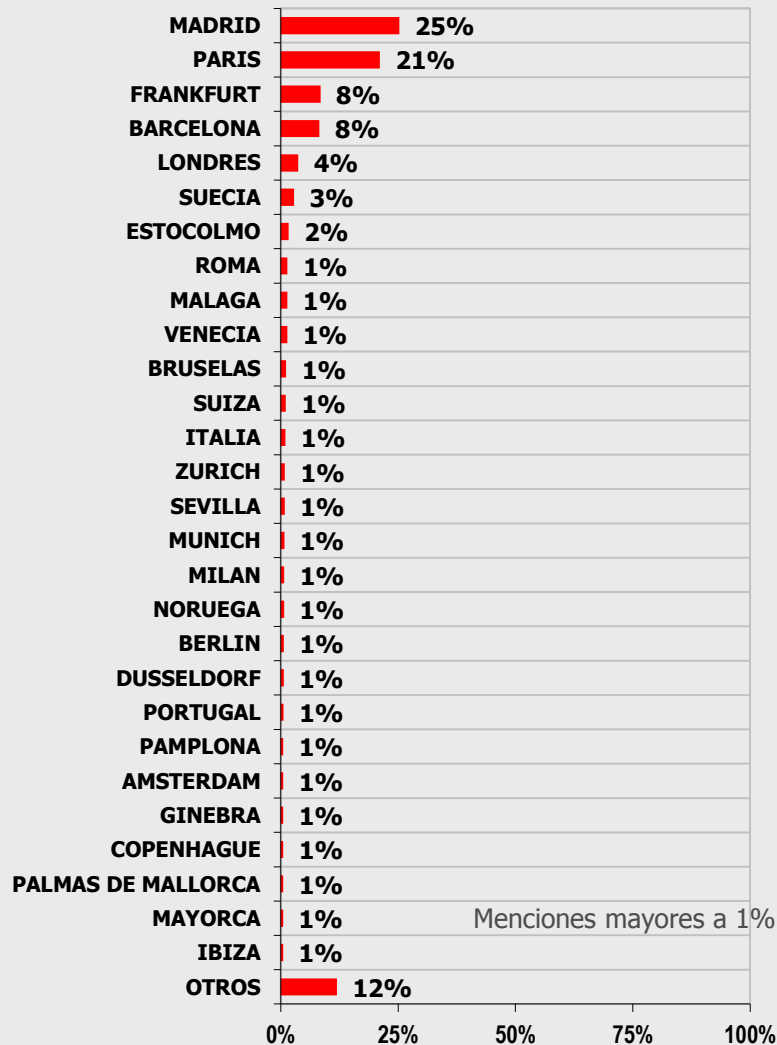 MADRID 25%
PARIS 21%
FRANKFURT 8%
BARCELONA 8%
LONDRES 4%
SUECIA 3%
ESTOCOLMO 2%
ROMA 1%
MALAGA 1%
VENECIA 1%
BRUSELAS 1%
SUIZA 1%
ITALIA 1%
ZURICH 1%
SEVILLA 1%
MUNICH 1%
MILAN 1%
NORUEGA 1%
BERLIN 1%
DUSSELDORF 1%
PORTUGAL 1%
PAMPLONA 1%
AMSTERDAM 1%
GINEBRA 1%
COPENHAGUE 1%
PALMAS DE MALLORCA 1%
MAYORCA 1% Menciones mayores a 1%
IBIZA 1%
OTROS 12%
0% 25% 50% 75% 100%